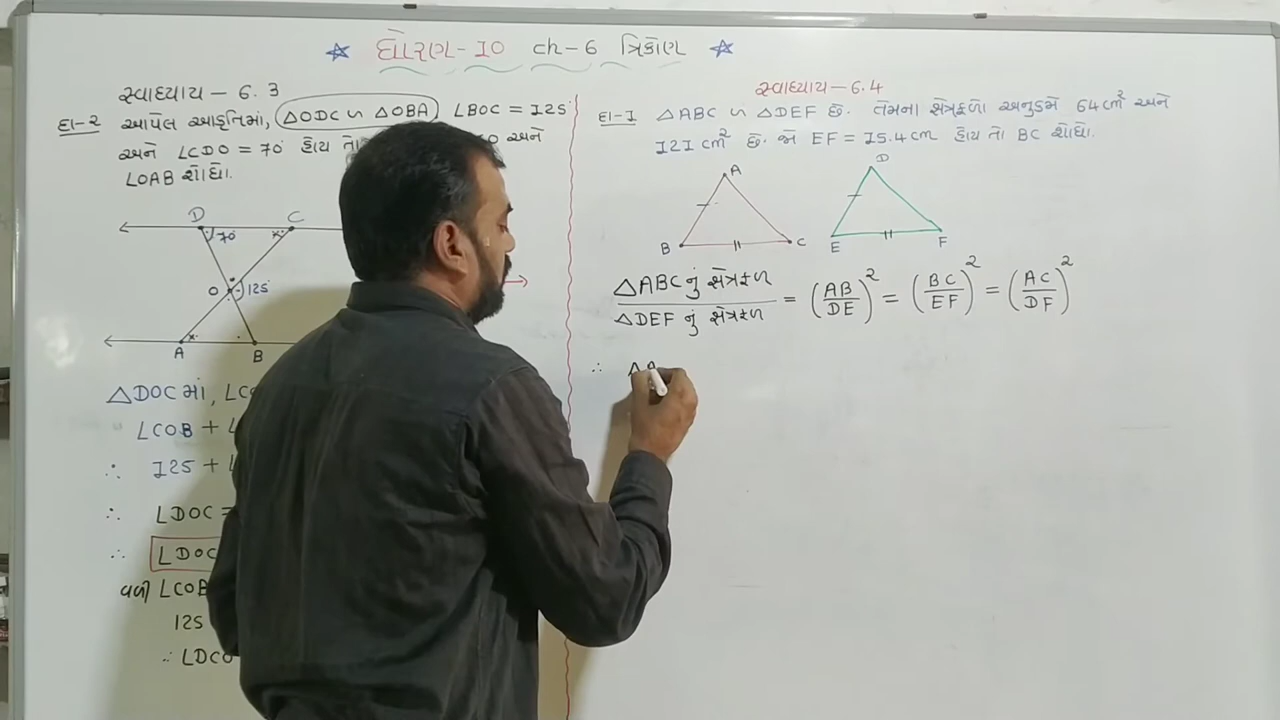 ધોરણ-10 ch-6 ત્રિકોણ
સ્વાધ્યાય - 6.3
દા-2 આપેલ આકૃતિમાં, △ODC ∾ △OBA, ∠BOC = 125°
અને ∠CDO = 70° હોય તો અને
∠OAB શોધો.
D C
70° x
O 125°
x
A B
△DOC માં,
∠COB +
∴ 125 +
∴ ∠DOC =
∴ ∠DOC
વળી ∠COB
125
∴ ∠DCO
સ્વાધ્યાય - 6.4
દા-1 △ABC ∾ △DEF છે. તેમના ક્ષેત્રફળો અનુક્રમે 64 cm² અને
121 cm² છે. જો EF = 15.4 cm હોય તો BC શોધો.
A D
B C E F
△ABC નું ક્ષેત્રફળ / △DEF નું ક્ષેત્રફળ = (AB/DE)² = (BC/EF)² = (AC/DF)²
∴ △A